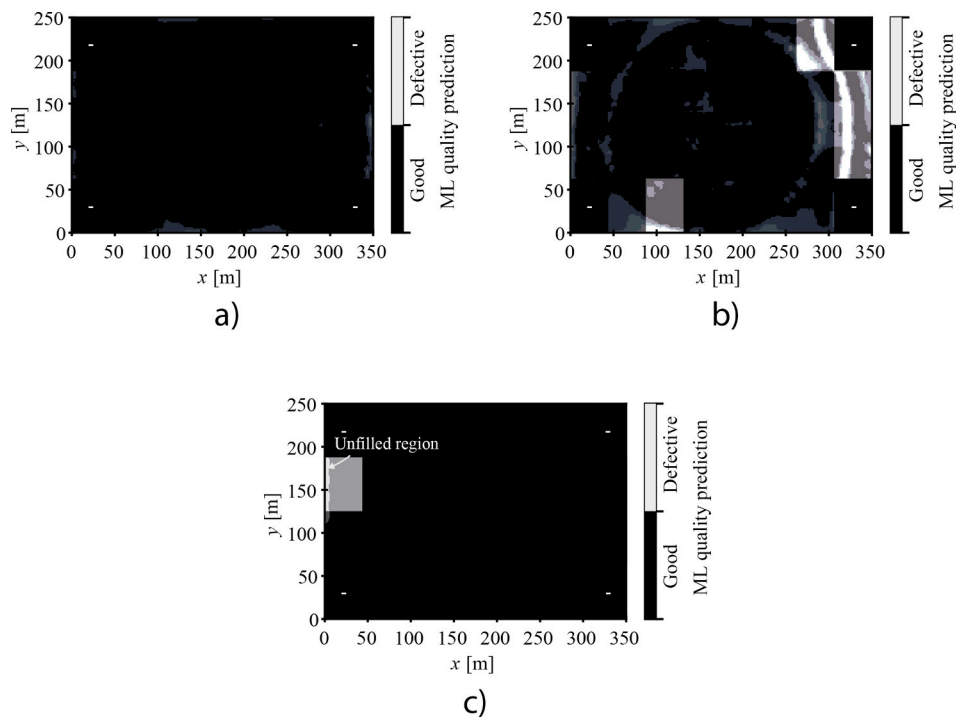 250
200
150
100
50
0
y [m]
0 50 100 150 200 250 300 350
x [m]
Good Defective
ML quality prediction
a)
250
200
150
100
50
0
y [m]
0 50 100 150 200 250 300 350
x [m]
Good Defective
ML quality prediction
b)
250
200
150
100
50
0
y [m]
Unfilled region
0 50 100 150 200 250 300 350
x [m]
Good Defective
ML quality prediction
c)